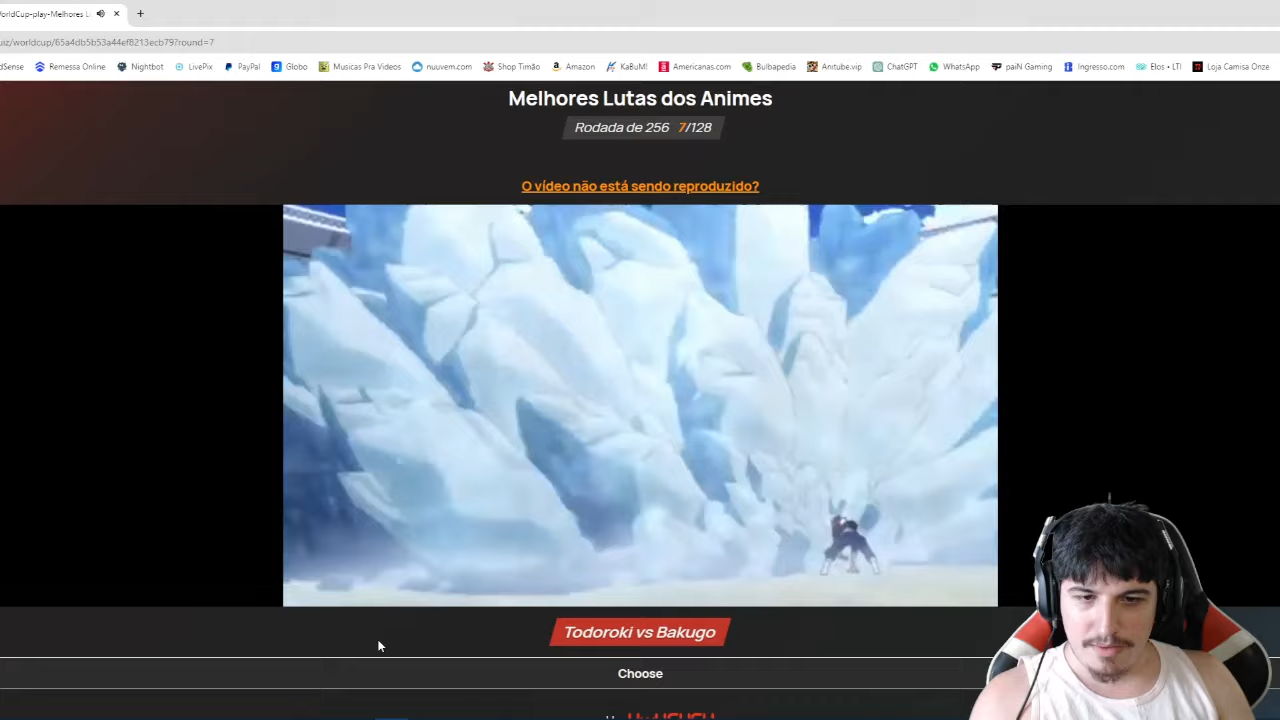 VorldCup-play-Melhores L
uiz/worldcup/65a4db5b53a44ef8213ecb79?round=7
dSense Remessa Online Nightbot LivePix PayPal Globo Musicas Pra Videos nuuvem.com Shop Timão Amazon KaBuM! Americanas.com Bulbapedia Anitube.vip ChatGPT WhatsApp paiN Gaming Ingresso.com Elos • LTI Loja Camisa Onze
Melhores Lutas dos Animes
Rodada de 256 7/128
O vídeo não está sendo reproduzido?
Todoroki vs Bakugo
Choose